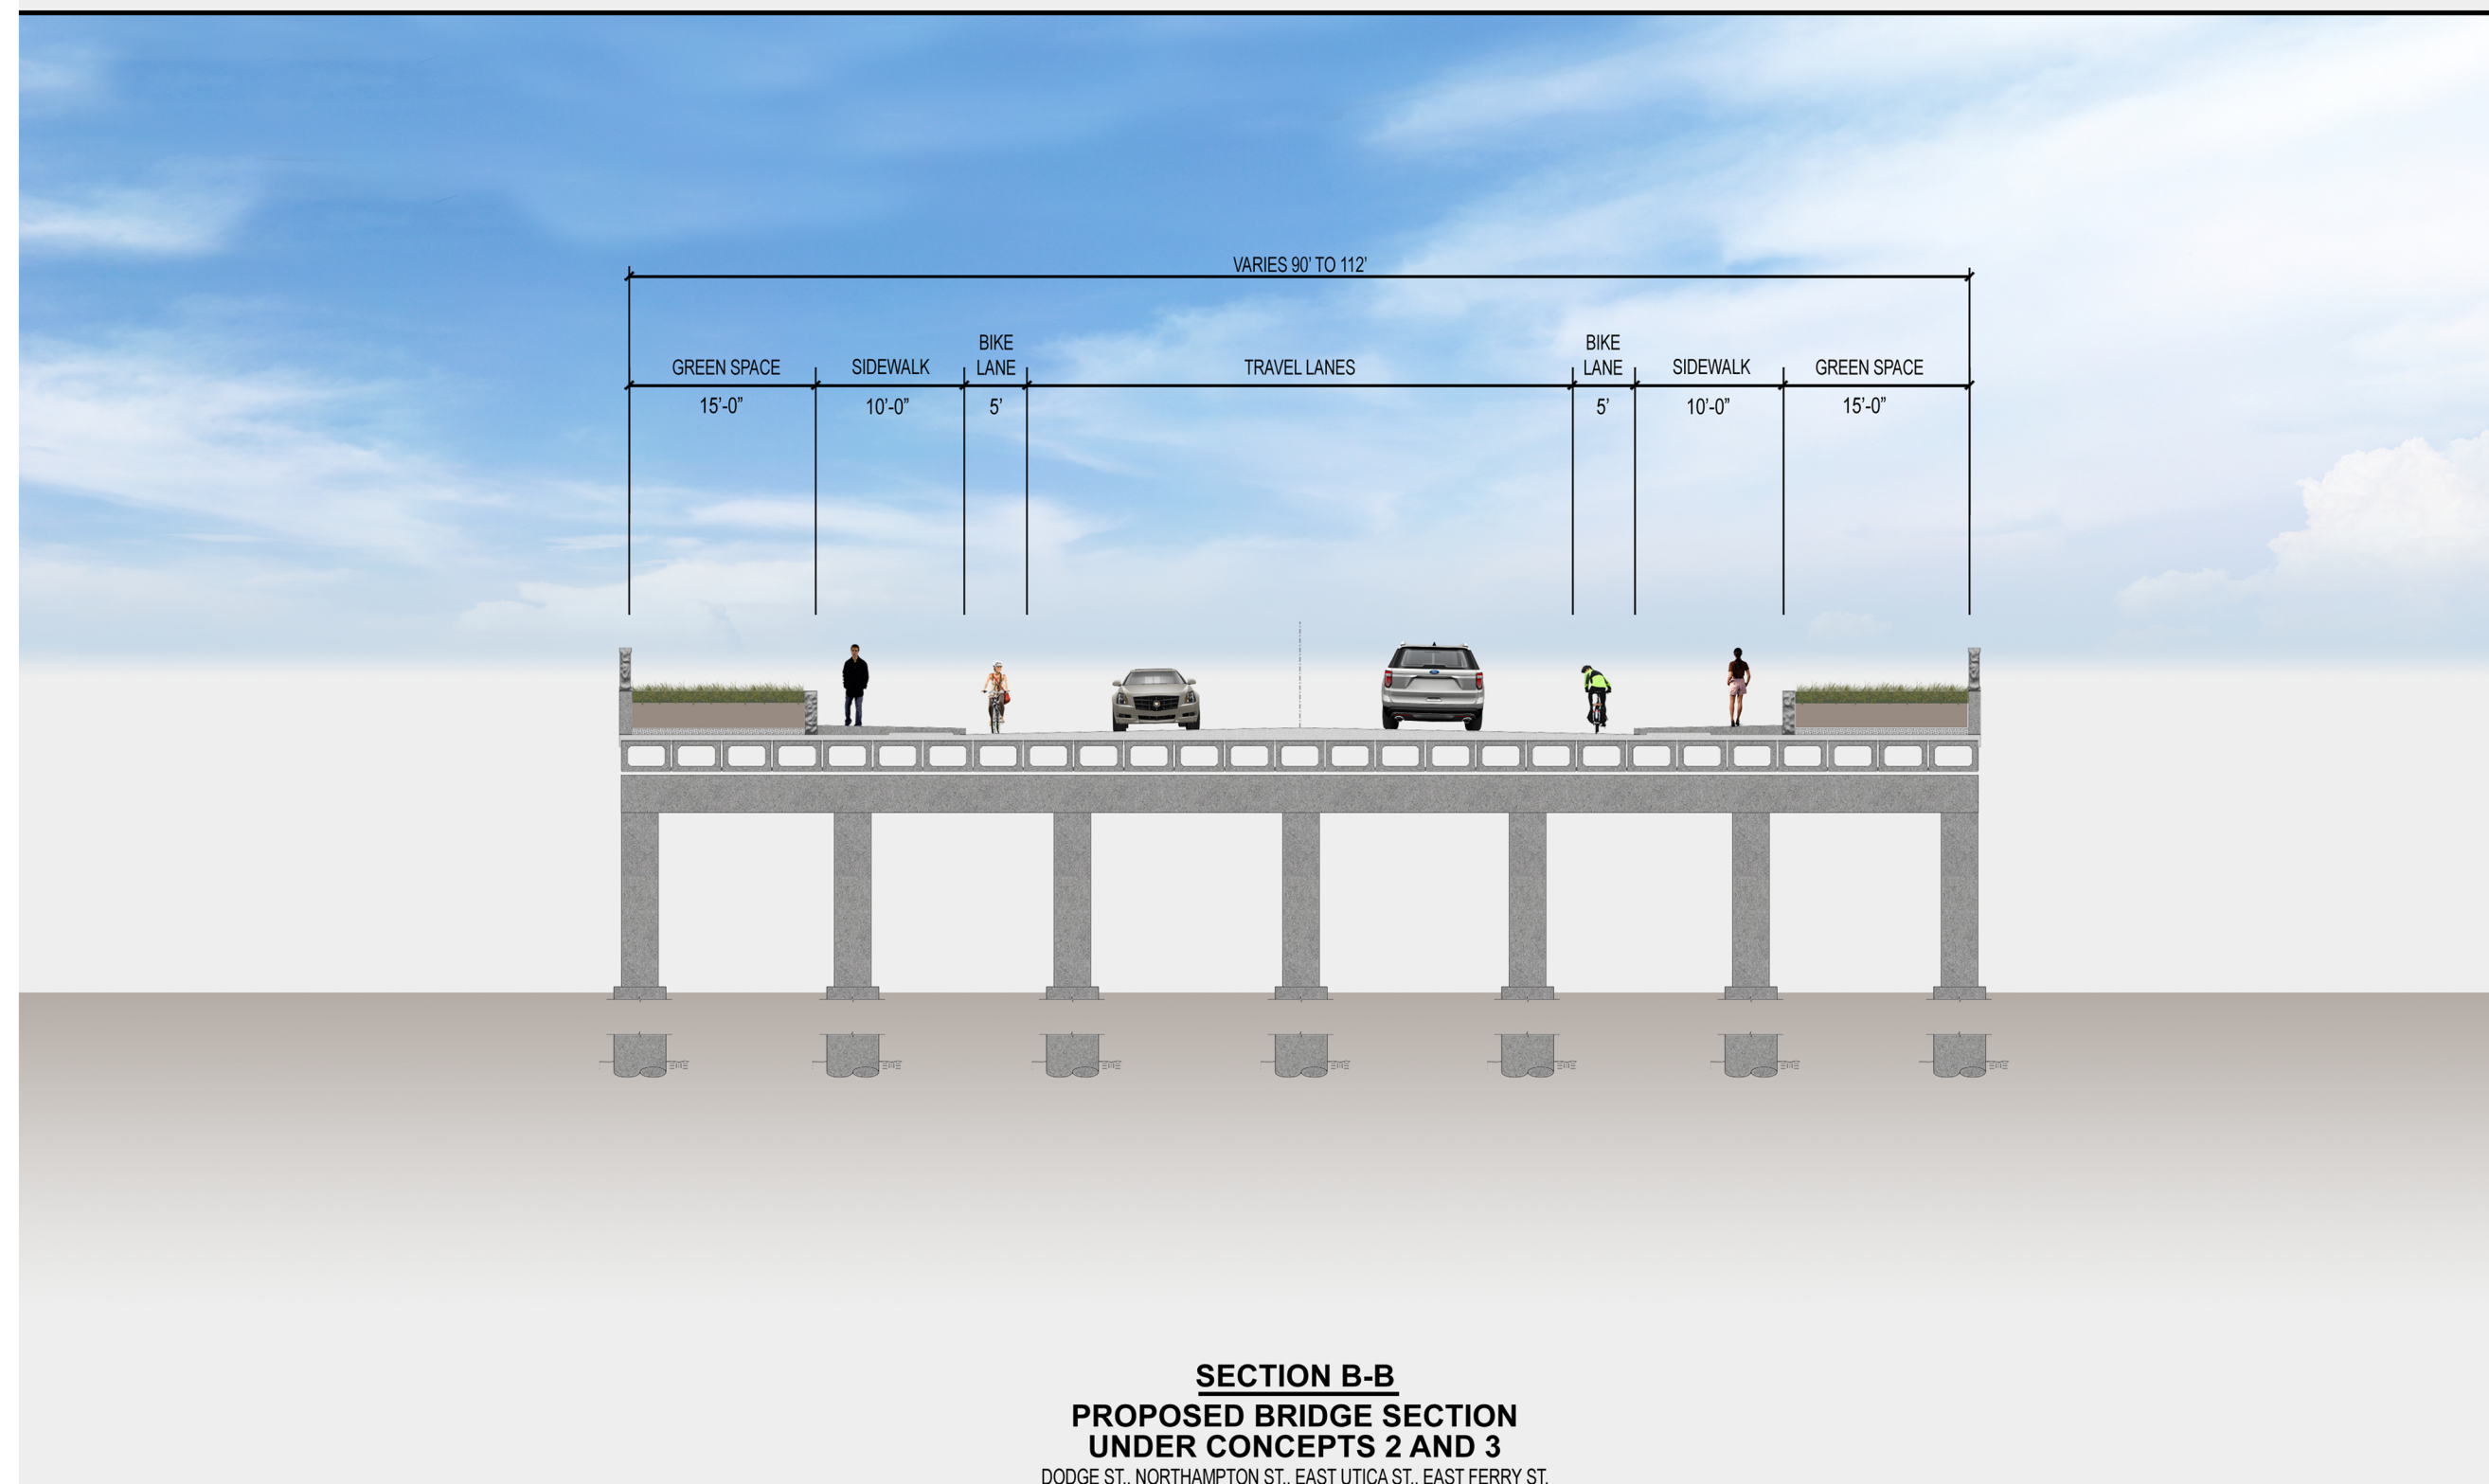 VARIES 90’ TO 112’
GREEN SPACE
SIDEWALK
BIKE
LANE
TRAVEL LANES
BIKE
LANE
SIDEWALK
GREEN SPACE
15’-0”
10’-0”
5’
5’
10’-0”
15’-0”
SECTION B-B
PROPOSED BRIDGE SECTION
UNDER CONCEPTS 2 AND 3
DODGE ST., NORTHAMPTON ST., EAST UTICA ST., EAST FERRY ST.